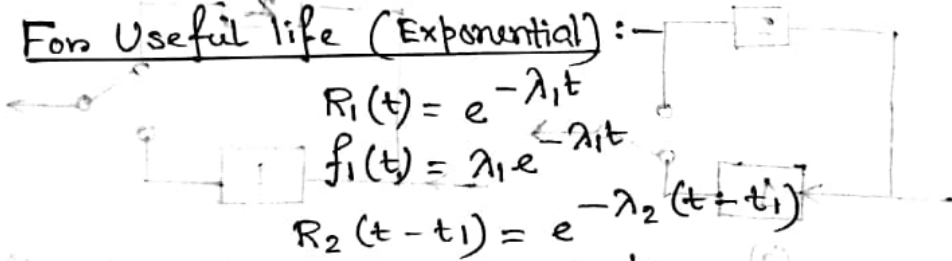 For Useful life (Exponential) :-
R₁(t) = e^{-λ₁t}
f₁(t) = λ₁e^{-λ₁t}
R₂(t - t₁) = e^{-λ₂(t - t₁)}